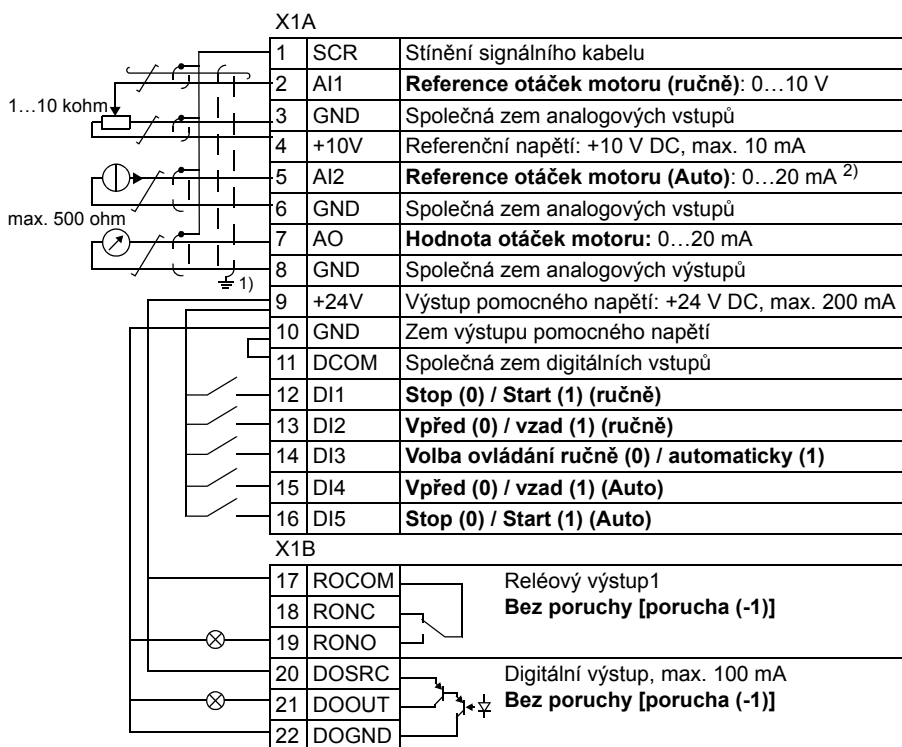 X1A
1 SCR Stínění signálního kabelu
2 AI1 Reference otáček motoru (ručně): 0…10 V
1…10 kohm
3 GND Společná zem analogových vstupů
4 +10V Referenční napětí: +10 V DC, max. 10 mA
5 AI2 Reference otáček motoru (Auto): 0…20 mA 2)
6 GND Společná zem analogových vstupů
max. 500 ohm
7 AO Hodnota otáček motoru: 0…20 mA
8 GND Společná zem analogových výstupů
1)
9 +24V Výstup pomocného napětí: +24 V DC, max. 200 mA
10 GND Zem výstupu pomocného napětí
11 DCOM Společná zem digitálních vstupů
12 DI1 Stop (0) / Start (1) (ručně)
13 DI2 Vpřed (0) / vzad (1) (ručně)
14 DI3 Volba ovládání ručně (0) / automaticky (1)
15 DI4 Vpřed (0) / vzad (1) (Auto)
16 DI5 Stop (0) / Start (1) (Auto)
X1B
17 ROCOM Reléový výstup1
18 RONC Bez poruchy [porucha (-1)]
19 RONO
20 DOSRC Digitální výstup, max. 100 mA
21 DOOUT Bez poruchy [porucha (-1)]
22 DOGND